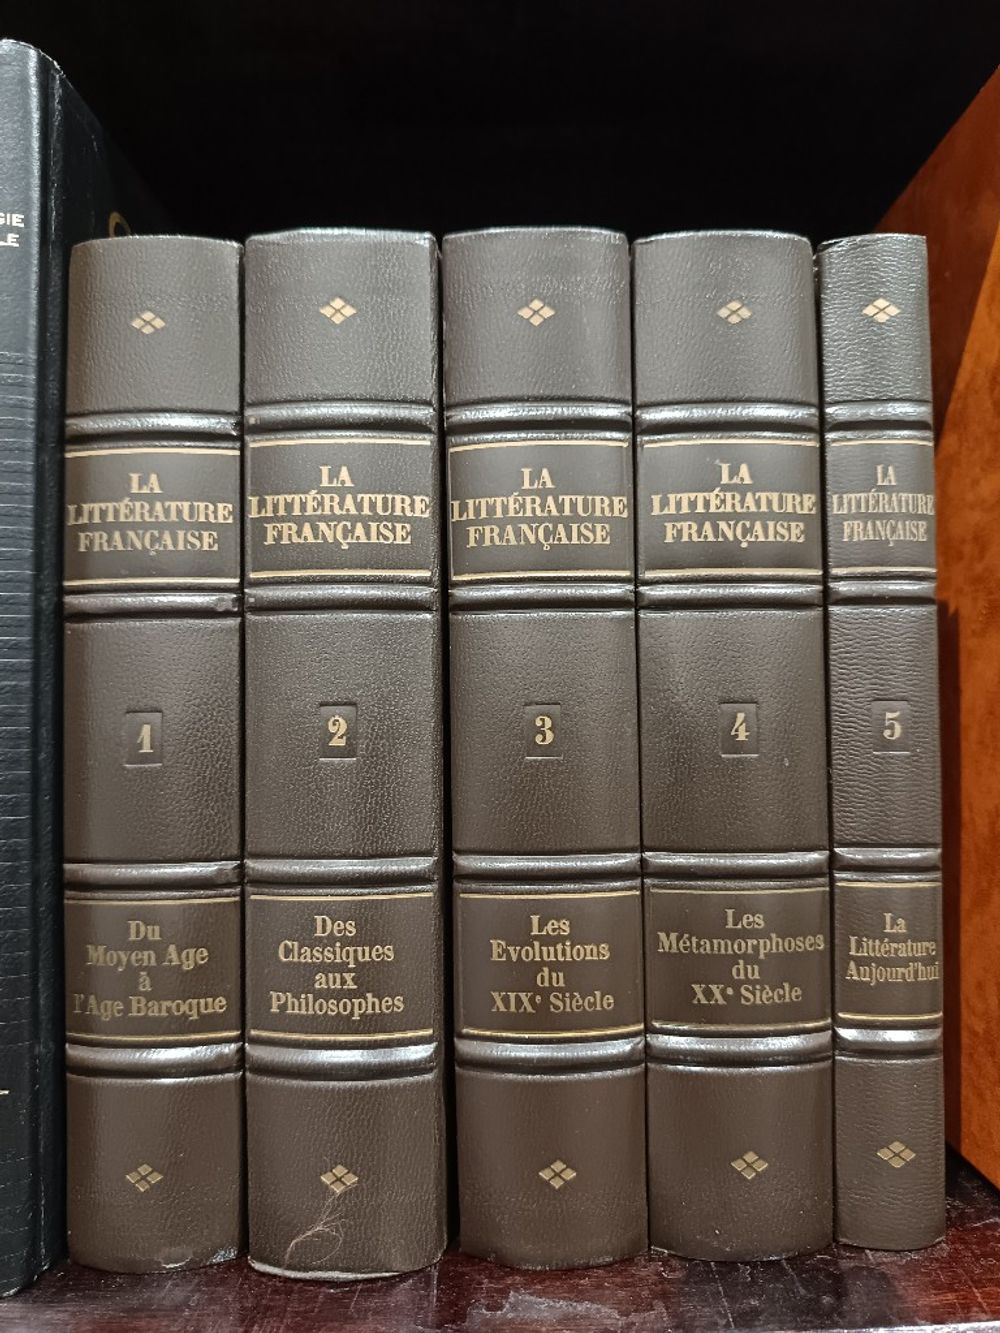 LA
LITTÉRATURE
FRANÇAISE
1
Du
Moyen Age
à
l'Age Baroque
LA
LITTÉRATURE
FRANÇAISE
2
Des
Classiques
aux
Philosophes
LA
LITTÉRATURE
FRANÇAISE
3
Les
Evolutions
du
XIXe Siècle
LA
LITTÉRATURE
FRANÇAISE
4
Les
Métamorphoses
du
XXe Siècle
LA
LITTÉRATURE
FRANÇAISE
5
La
Littérature
Aujourd'hui